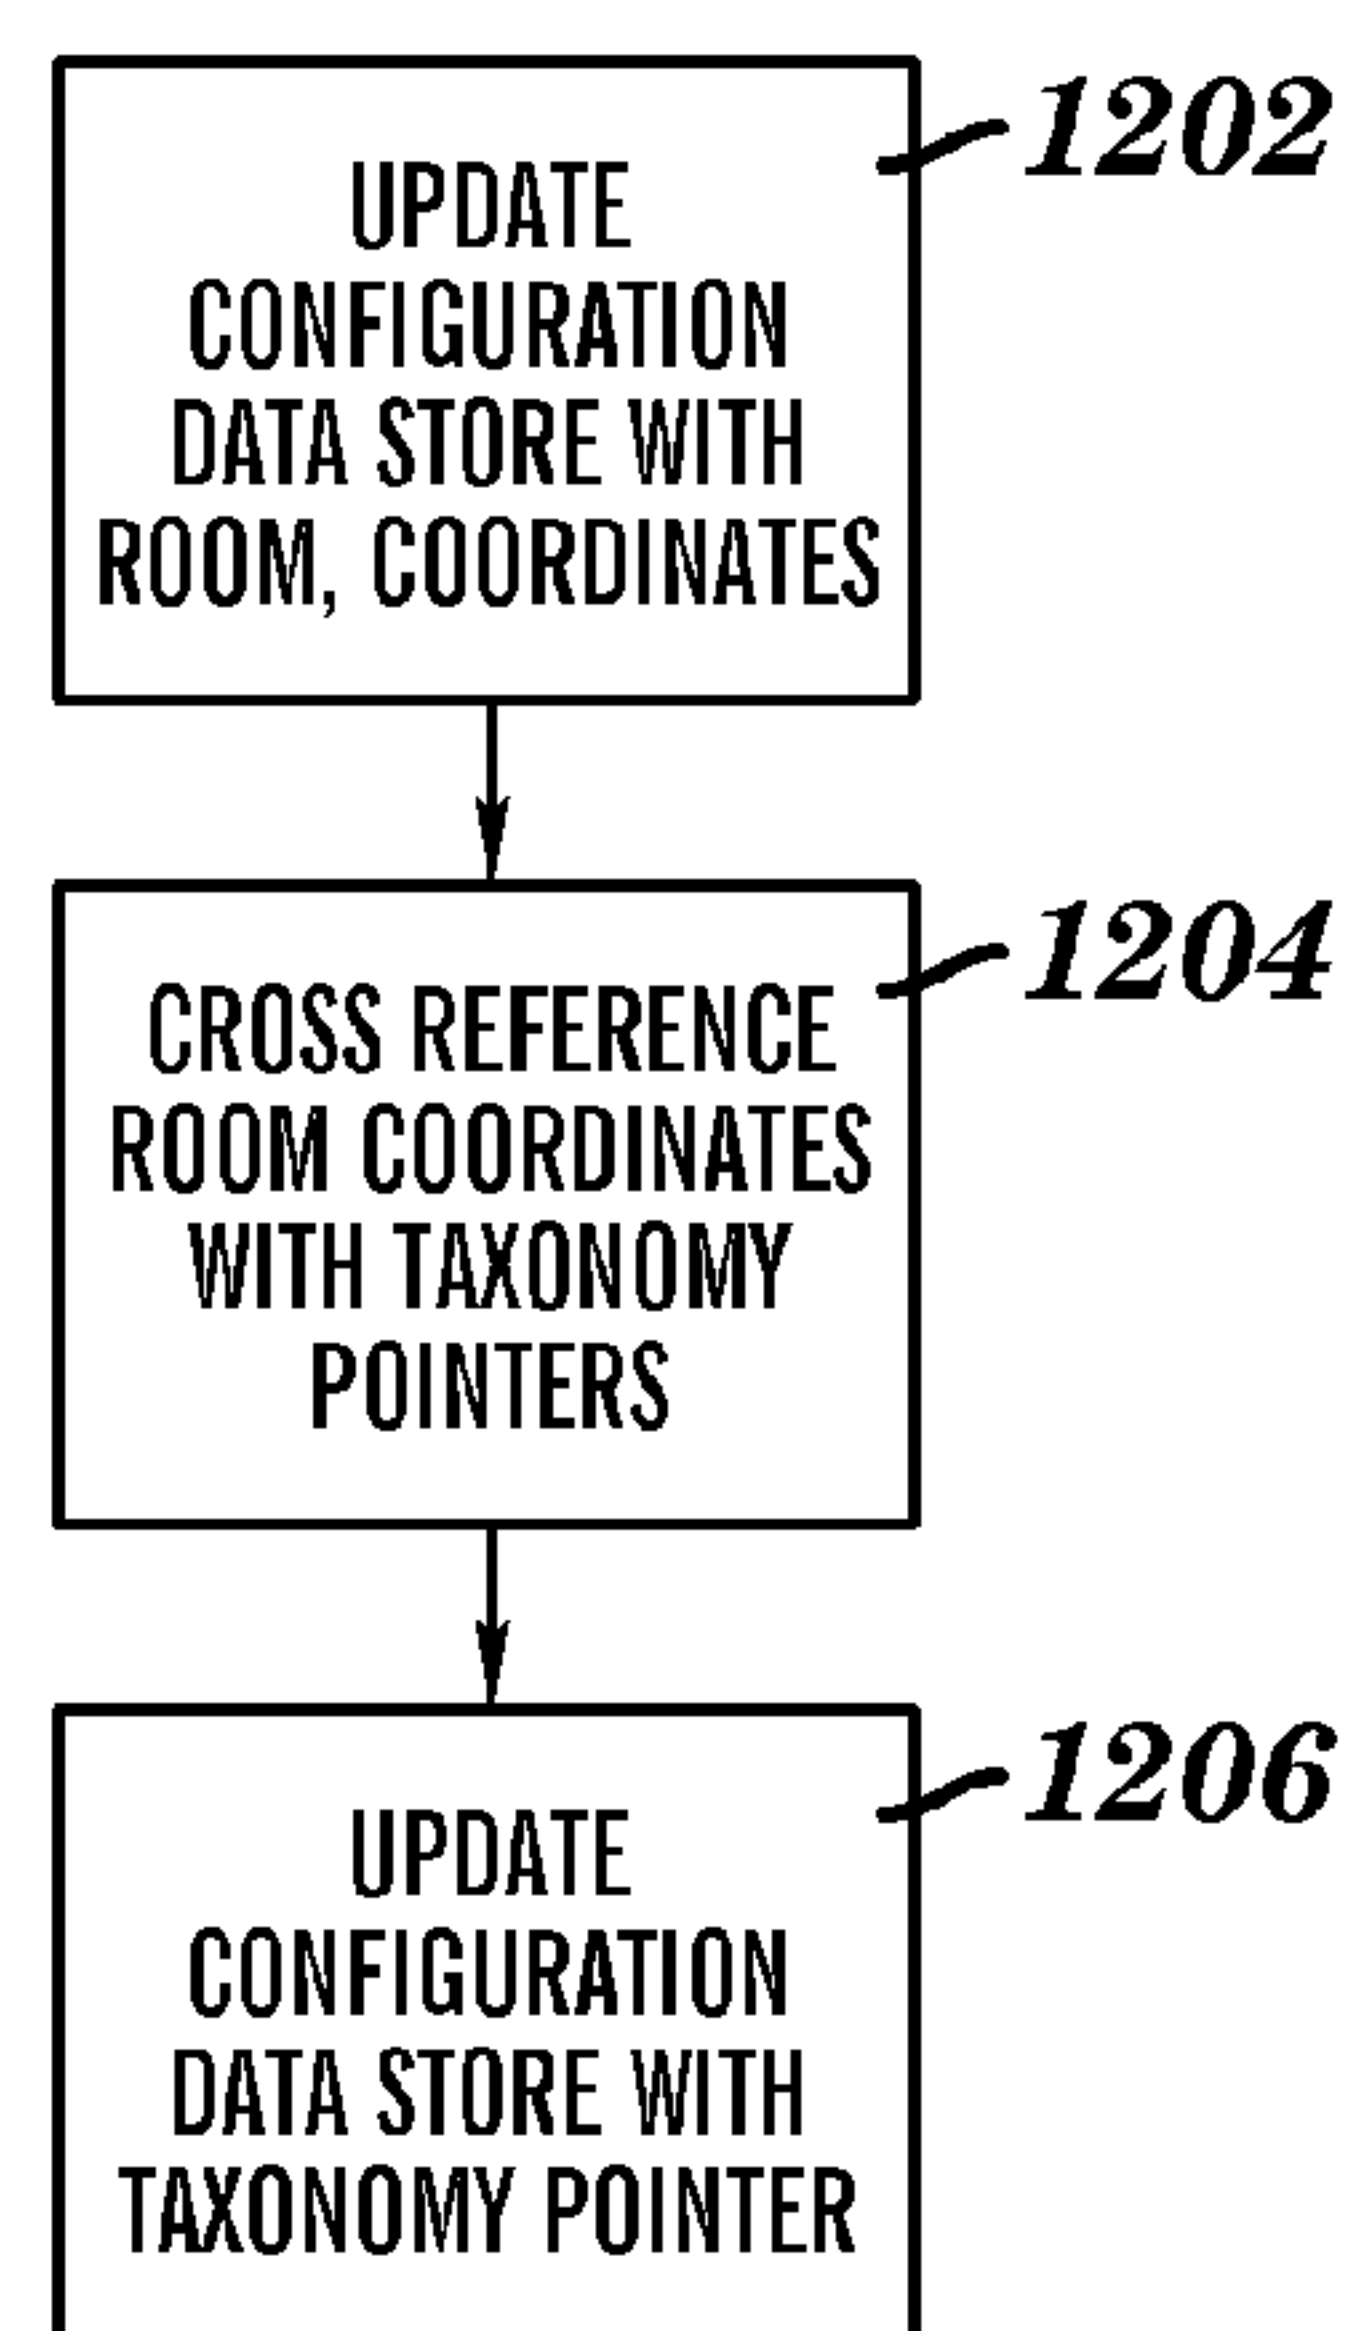 1202
UPDATE
CONFIGURATION
DATA STORE WITH
ROOM, COORDINATES
1204
CROSS REFERENCE
ROOM COORDINATES
WITH TAXONOMY
POINTERS
1206
UPDATE
CONFIGURATION
DATA STORE WITH
TAXONOMY POINTER